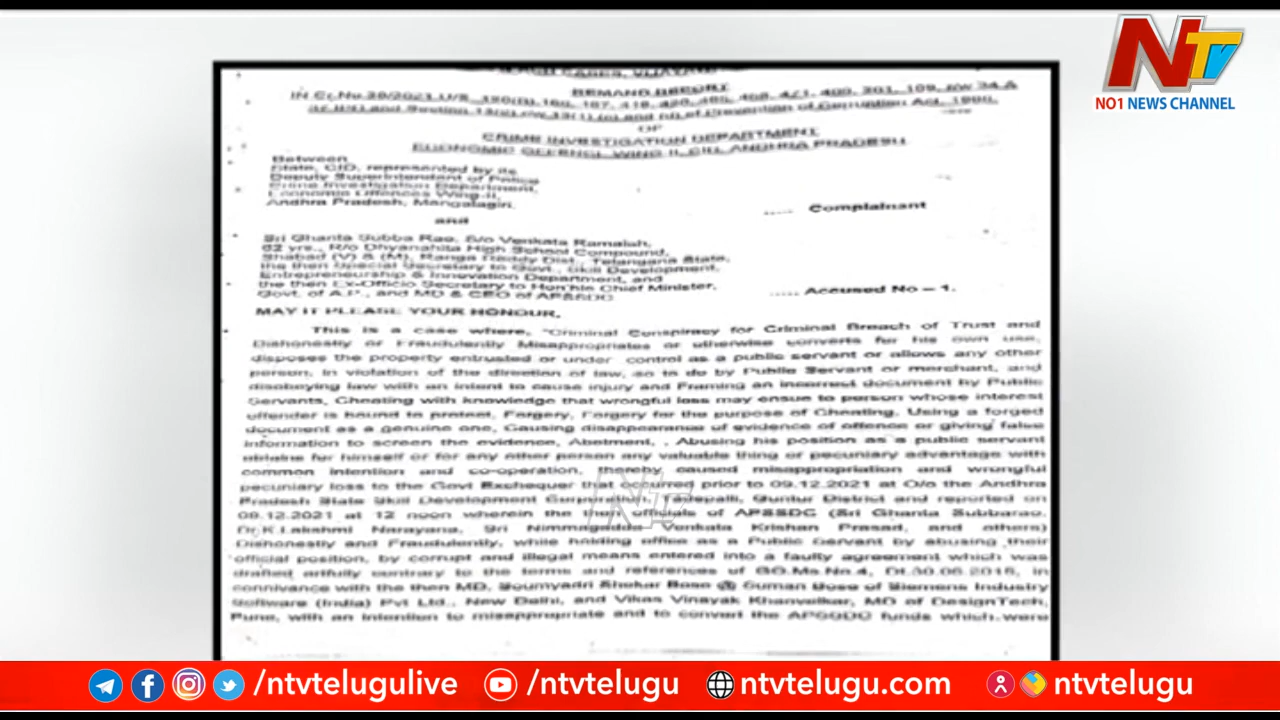 NTV
NO1 NEWS CHANNEL
REMAND REPORT
OF
CRIME INVESTIGATION DEPARTMENT
ECONOMIC OFFENCE WING II, CID, ANDHRA PRADESH
Between
State, CID, represented by its
Deputy Superintendent of Police
Crime Investigation Department,
Economic Offences Wing-II,
Andhra Pradesh, Mangalagiri.
..... Complainant
and
Sri Ghanta Subba Rao, S/o Venkata Ramaiah,
62 yrs., R/o Dhyanahita High School Compound,
Shabad (V) & (M), Ranga Reddy Dist., Telangana State,
the then Special Secretary to Govt., Skill Development,
Entrepreneurship & Innovation Department, and
the then Ex-Officio Secretary to Hon'ble Chief Minister,
Govt. of A.P., and MD & CEO of APSSDC
..... Accused No – 1.
MAY IT PLEASE YOUR HONOUR,
This is a case where, "Criminal Conspiracy for Criminal Breach of Trust and
Dishonestly or Fraudulently Misappropriates or otherwise converts for his own use,
disposes the property entrusted or under control as a public servant or allows any other
person, in violation of the direction of law, so to do by Public Servant or merchant, and
disobeying law with an intent to cause injury and Framing an incorrect document by Public
Servants, Cheating with knowledge that wrongful loss may ensue to person whose interest
offender is bound to protect, Forgery, Forgery for the purpose of Cheating, Using a forged
document as a genuine one, Causing disappearance of evidence of offence or giving false
information to screen the evidence, Abetment, , Abusing his position as a public servant
obtains for himself or for any other person any valuable thing or pecuniary advantage with
common intention and co-operation, thereby caused misappropriation and wrongful
pecuniary loss to the Govt Exchequer that occurred prior to 09.12.2021 at O/o the Andhra
Pradesh State Skill Development Corporation, Tadepalli, Guntur District and reported on
09.12.2021 at 12 noon wherein the then officials of APSSDC (Sri Ghanta Subbarao,
Dr.K.Lakshmi Narayana, Sri Nimmagadda Venkata Krishan Prasad, and others)
Dishonestly and Fraudulently, while holding office as a Public Servant by abusing their
official position, by corrupt and illegal means entered into a faulty agreement which was
drafted artfully contrary to the terms and references of GO.Ms.No.4, Dt.30.06.2015, in
connivance with the then MD, Soumyadri Shekar Bose @ Suman Bose of Siemens Industry
Software (India) Pvt Ltd., New Delhi, and Vikas Vinayak Khanvelkar, MD of DesignTech,
Pune, with an intention to misappropriate and to convert the APSSDC funds which were
/ntvtelugulive
/ntvtelugu
ntvtelugu.com
ntvtelugu